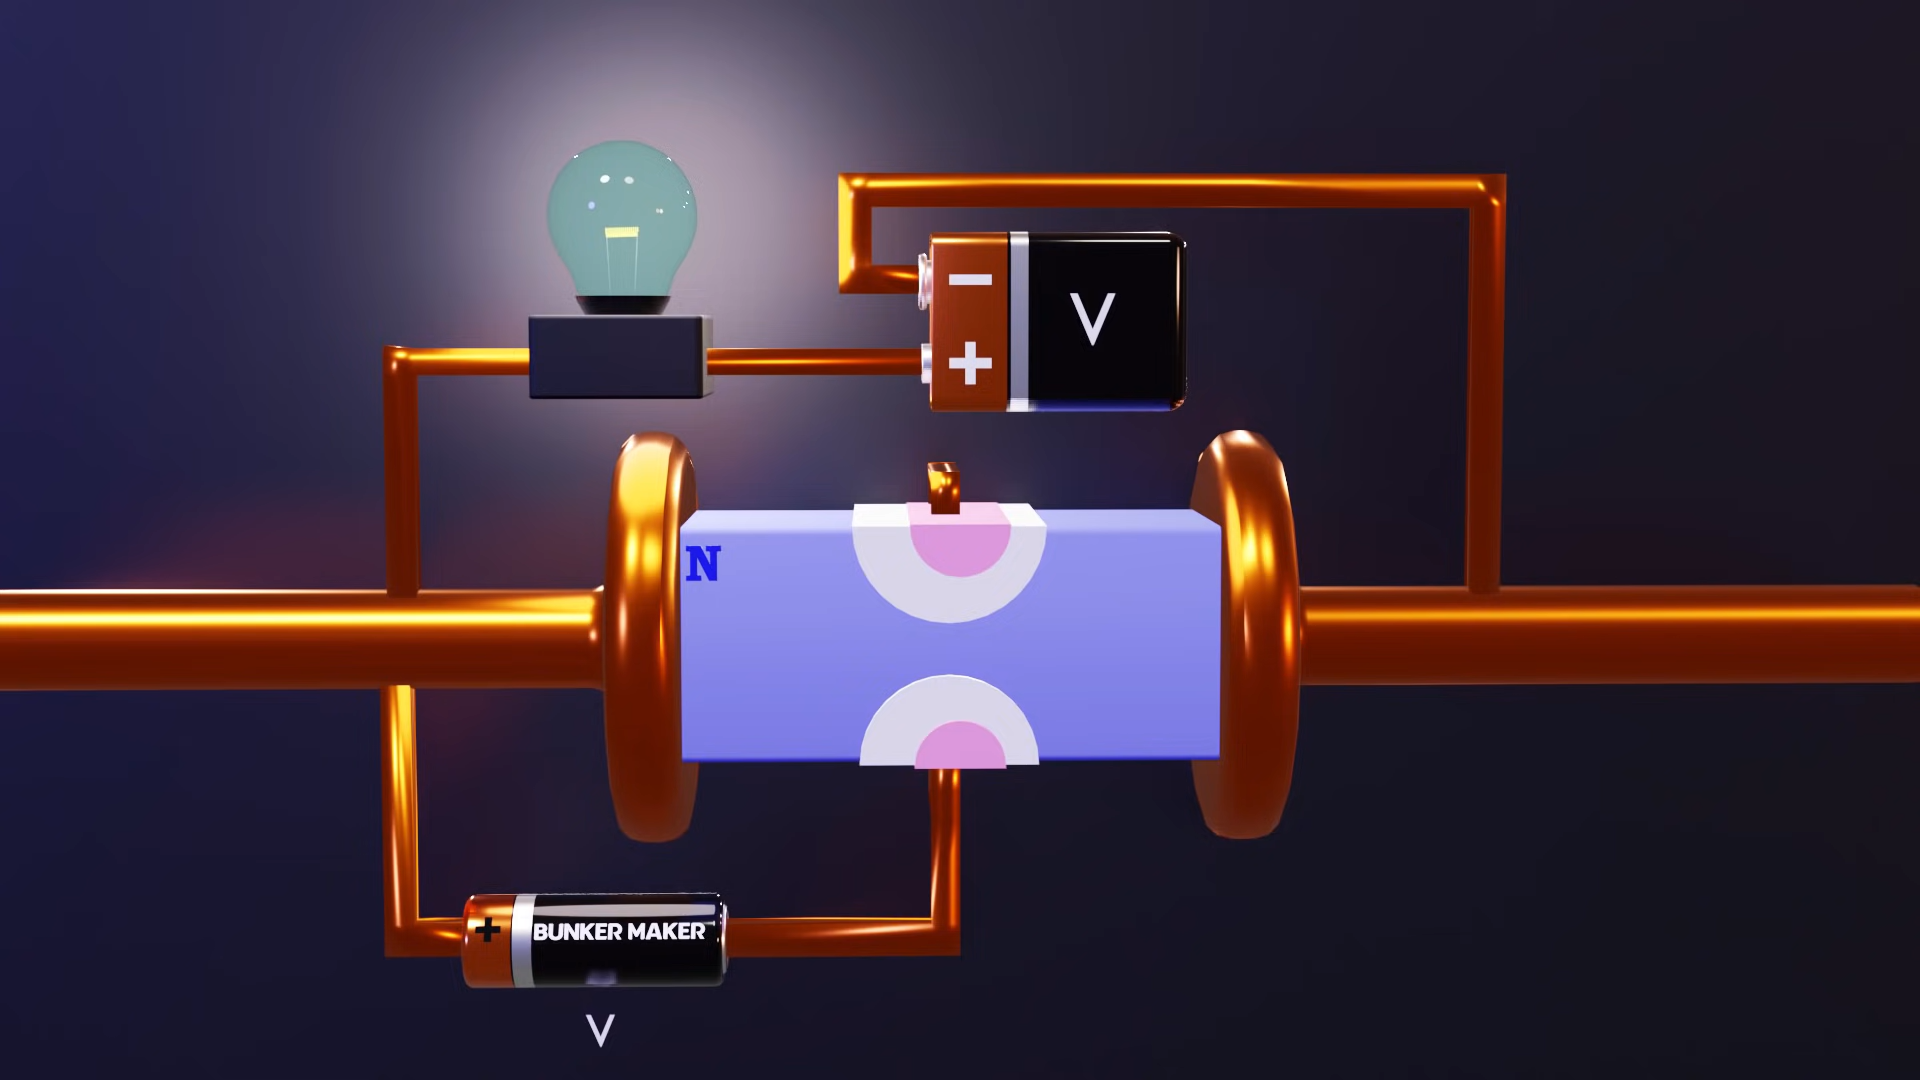 −
V
+
N
+ BUNKER MAKER
V